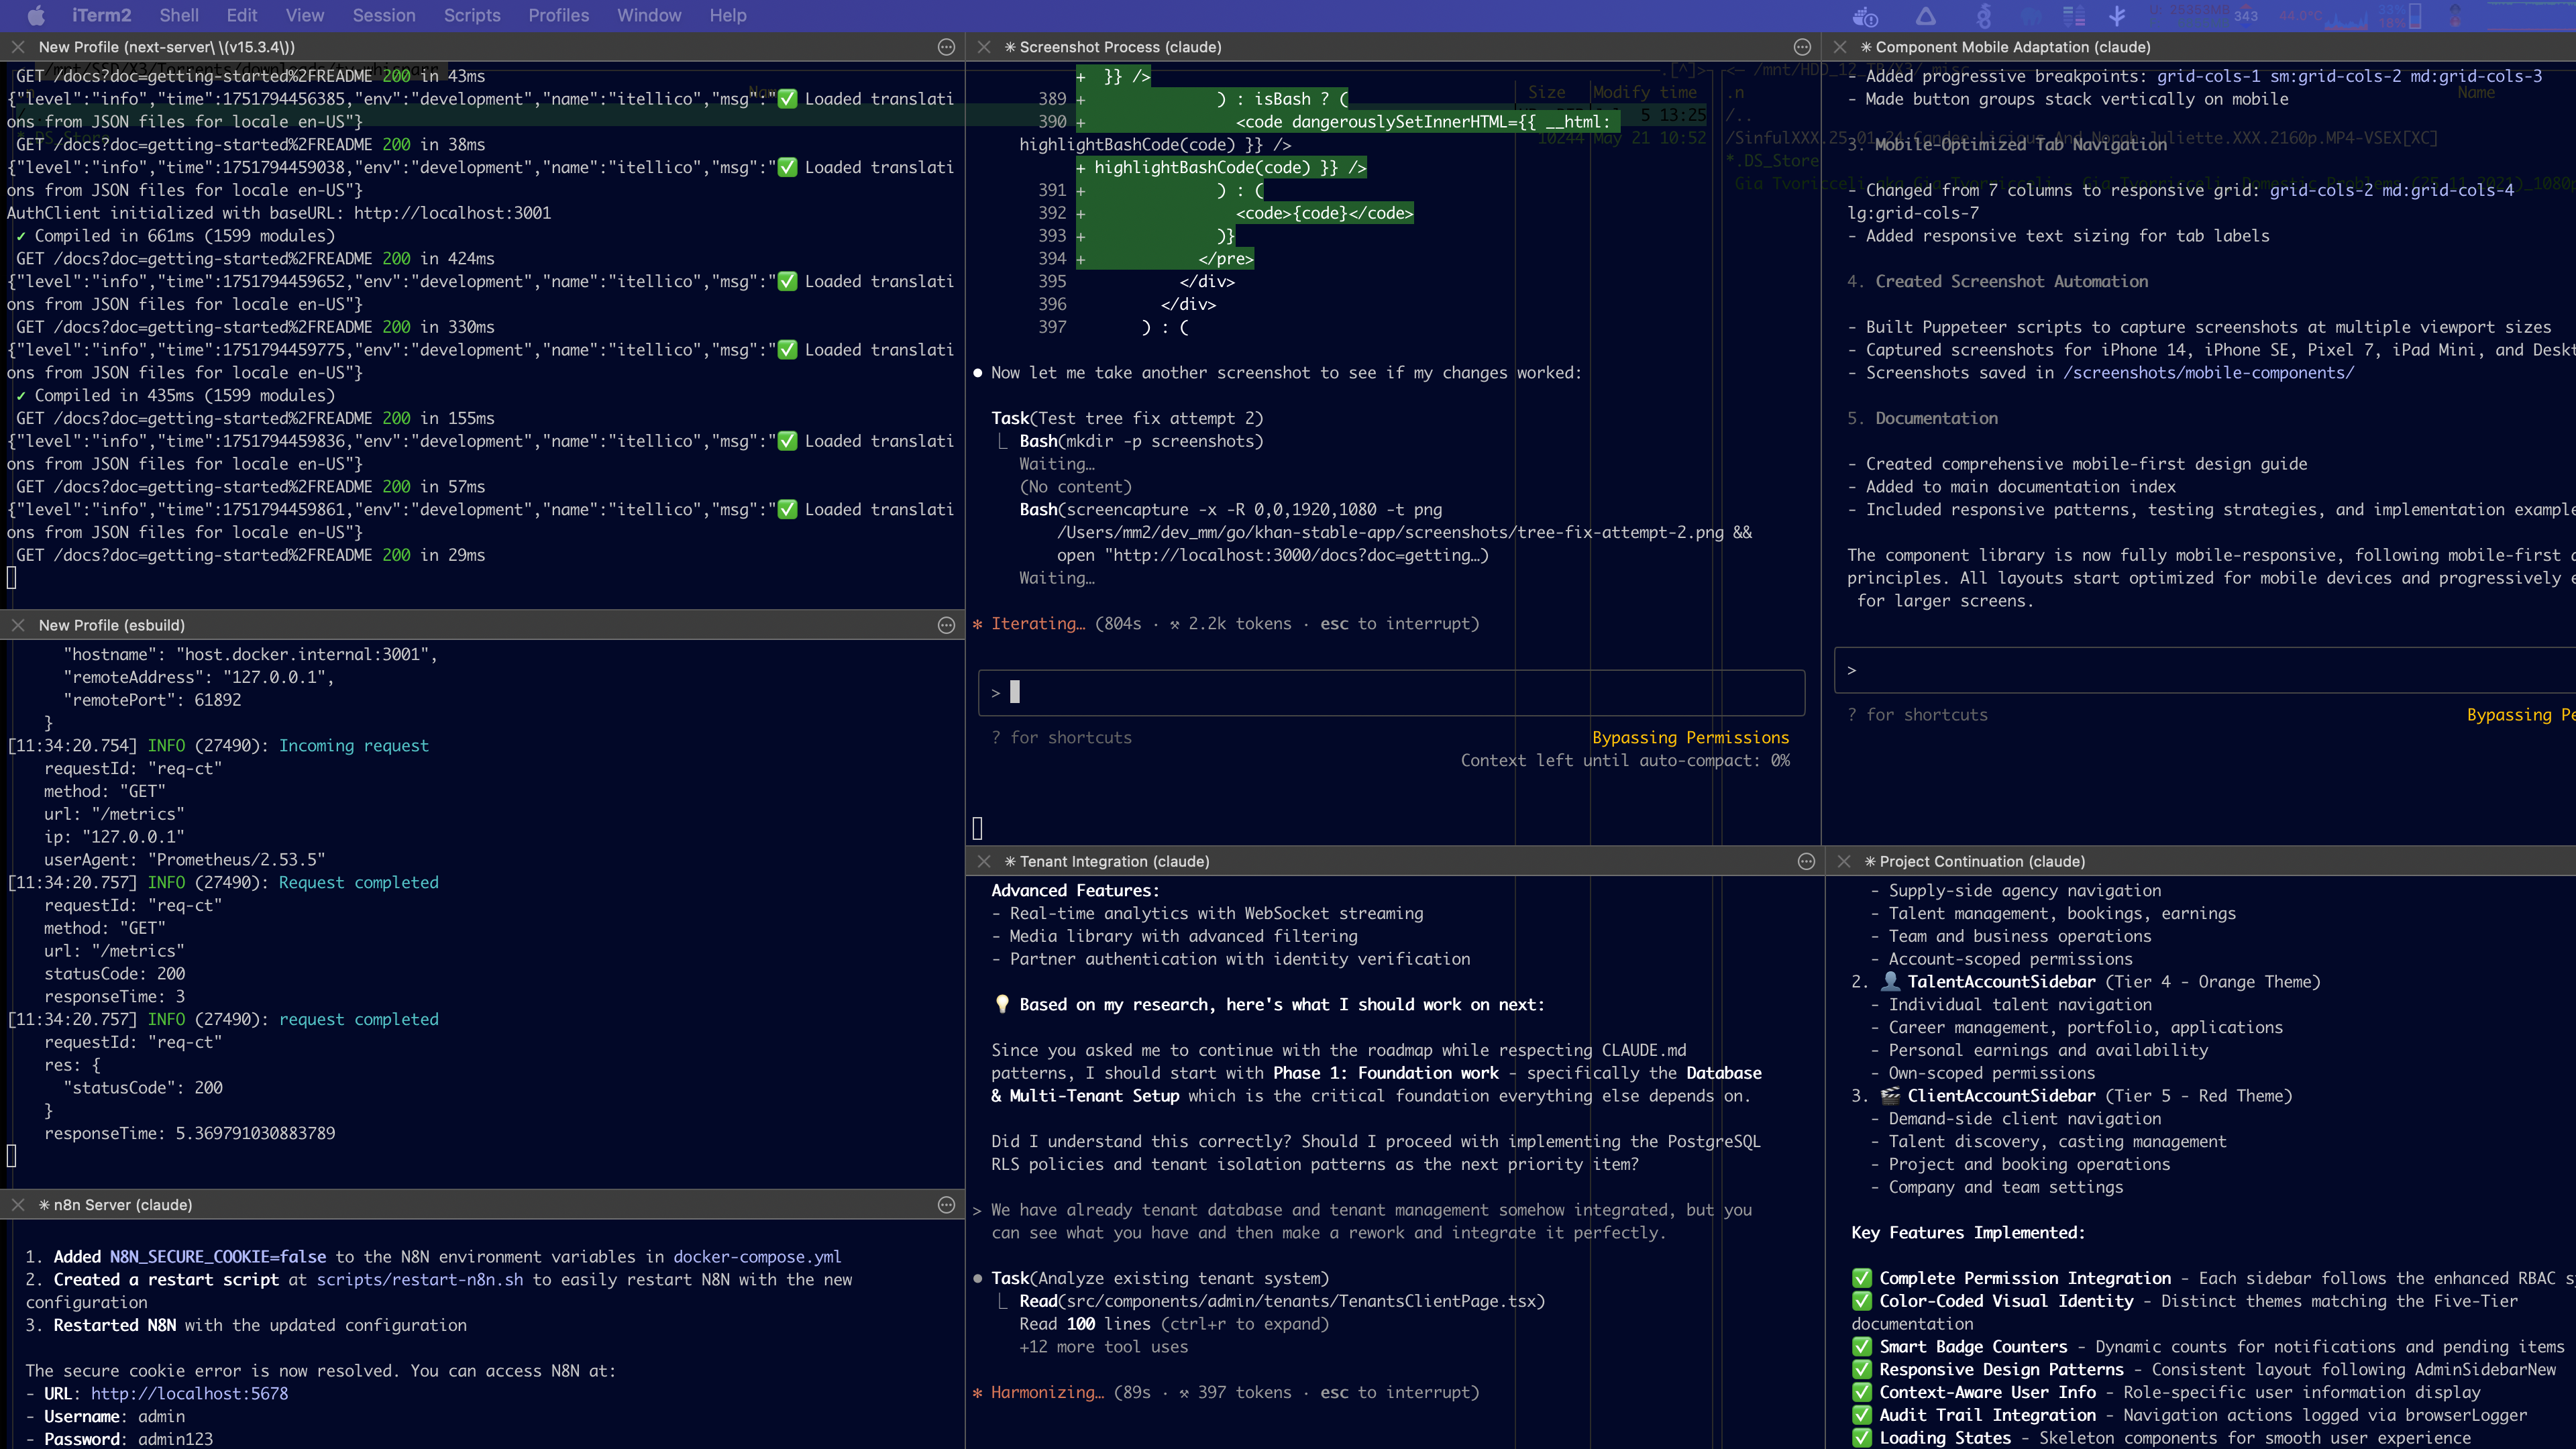 iTerm2 Shell Edit View Session Scripts Profiles Window Help
343 44.0°C
New Profile (next-server\ \(v15.3.4\))
GET /docs?doc=getting-started%2FREADME 200 in 43ms
{"level":"info","time":1751794456385,"env":"development","name":"itellico","msg":"✅ Loaded translati
ons from JSON files for locale en-US"}
GET /docs?doc=getting-started%2FREADME 200 in 38ms
{"level":"info","time":1751794459038,"env":"development","name":"itellico","msg":"✅ Loaded translati
ons from JSON files for locale en-US"}
AuthClient initialized with baseURL: http://localhost:3001
✓ Compiled in 661ms (1599 modules)
GET /docs?doc=getting-started%2FREADME 200 in 424ms
{"level":"info","time":1751794459652,"env":"development","name":"itellico","msg":"✅ Loaded translati
ons from JSON files for locale en-US"}
GET /docs?doc=getting-started%2FREADME 200 in 330ms
{"level":"info","time":1751794459775,"env":"development","name":"itellico","msg":"✅ Loaded translati
ons from JSON files for locale en-US"}
✓ Compiled in 435ms (1599 modules)
GET /docs?doc=getting-started%2FREADME 200 in 155ms
{"level":"info","time":1751794459836,"env":"development","name":"itellico","msg":"✅ Loaded translati
ons from JSON files for locale en-US"}
GET /docs?doc=getting-started%2FREADME 200 in 57ms
{"level":"info","time":1751794459861,"env":"development","name":"itellico","msg":"✅ Loaded translati
ons from JSON files for locale en-US"}
GET /docs?doc=getting-started%2FREADME 200 in 29ms
New Profile (esbuild)
"hostname": "host.docker.internal:3001",
"remoteAddress": "127.0.0.1",
"remotePort": 61892
}
[11:34:20.754] INFO (27490): Incoming request
requestId: "req-ct"
method: "GET"
url: "/metrics"
ip: "127.0.0.1"
userAgent: "Prometheus/2.53.5"
[11:34:20.757] INFO (27490): Request completed
requestId: "req-ct"
method: "GET"
url: "/metrics"
statusCode: 200
responseTime: 3
[11:34:20.757] INFO (27490): request completed
requestId: "req-ct"
res: {
"statusCode": 200
}
responseTime: 5.369791030883789
✳ n8n Server (claude)
1. Added N8N_SECURE_COOKIE=false to the N8N environment variables in docker-compose.yml
2. Created a restart script at scripts/restart-n8n.sh to easily restart N8N with the new
configuration
3. Restarted N8N with the updated configuration
The secure cookie error is now resolved. You can access N8N at:
- URL: http://localhost:5678
- Username: admin
- Password: admin123
✳ Screenshot Process (claude)
+ }} />
389 + ) : isBash ? (
390 + <code dangerouslySetInnerHTML={{ __html:
highlightBashCode(code) }} />
+ highlightBashCode(code) }} />
391 + ) : (
392 + <code>{code}</code>
393 + )}
394 + </pre>
395 </div>
396 </div>
397 ) : (
● Now let me take another screenshot to see if my changes worked:
Task(Test tree fix attempt 2)
⎿ Bash(mkdir -p screenshots)
Waiting…
(No content)
Bash(screencapture -x -R 0,0,1920,1080 -t png
/Users/mm2/dev_mm/go/khan-stable-app/screenshots/tree-fix-attempt-2.png &&
open "http://localhost:3000/docs?doc=getting…)
Waiting…
✻ Iterating… (804s · ⚒ 2.2k tokens · esc to interrupt)
>
? for shortcuts Bypassing Permissions
Context left until auto-compact: 0%
Size Modify time
5 13:25
10244 May 21 10:52
✳ Component Mobile Adaptation (claude)
- Added progressive breakpoints: grid-cols-1 sm:grid-cols-2 md:grid-cols-3
- Made button groups stack vertically on mobile
3. Mobile-Optimized Tab Navigation
- Changed from 7 columns to responsive grid: grid-cols-2 md:grid-cols-4
lg:grid-cols-7
- Added responsive text sizing for tab labels
4. Created Screenshot Automation
- Built Puppeteer scripts to capture screenshots at multiple viewport sizes
- Captured screenshots for iPhone 14, iPhone SE, Pixel 7, iPad Mini, and Deskt
- Screenshots saved in /screenshots/mobile-components/
5. Documentation
- Created comprehensive mobile-first design guide
- Added to main documentation index
- Included responsive patterns, testing strategies, and implementation example
The component library is now fully mobile-responsive, following mobile-first d
principles. All layouts start optimized for mobile devices and progressively e
for larger screens.
>
? for shortcuts Bypassing Pe
✳ Tenant Integration (claude)
Advanced Features:
- Real-time analytics with WebSocket streaming
- Media library with advanced filtering
- Partner authentication with identity verification
💡 Based on my research, here's what I should work on next:
Since you asked me to continue with the roadmap while respecting CLAUDE.md
patterns, I should start with Phase 1: Foundation work - specifically the Database
& Multi-Tenant Setup which is the critical foundation everything else depends on.
Did I understand this correctly? Should I proceed with implementing the PostgreSQL
RLS policies and tenant isolation patterns as the next priority item?
> We have already tenant database and tenant management somehow integrated, but you
can see what you have and then make a rework and integrate it perfectly.
● Task(Analyze existing tenant system)
⎿ Read(src/components/admin/tenants/TenantsClientPage.tsx)
Read 100 lines (ctrl+r to expand)
+12 more tool uses
✻ Harmonizing… (89s · ⚒ 397 tokens · esc to interrupt)
✳ Project Continuation (claude)
- Supply-side agency navigation
- Talent management, bookings, earnings
- Team and business operations
- Account-scoped permissions
2. 👤 TalentAccountSidebar (Tier 4 - Orange Theme)
- Individual talent navigation
- Career management, portfolio, applications
- Personal earnings and availability
- Own-scoped permissions
3. 🎬 ClientAccountSidebar (Tier 5 - Red Theme)
- Demand-side client navigation
- Talent discovery, casting management
- Project and booking operations
- Company and team settings
Key Features Implemented:
✅ Complete Permission Integration - Each sidebar follows the enhanced RBAC s
✅ Color-Coded Visual Identity - Distinct themes matching the Five-Tier
documentation
✅ Smart Badge Counters - Dynamic counts for notifications and pending items
✅ Responsive Design Patterns - Consistent layout following AdminSidebarNew
✅ Context-Aware User Info - Role-specific user information display
✅ Audit Trail Integration - Navigation actions logged via browserLogger
✅ Loading States - Skeleton components for smooth user experience